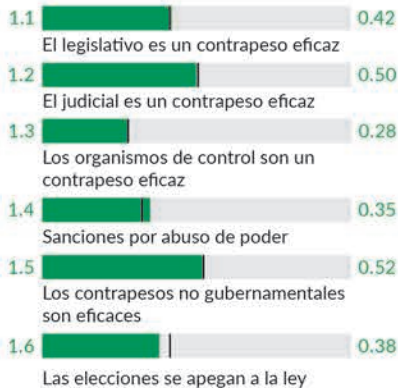 1.1 0.42
El legislativo es un contrapeso eficaz
1.2 0.50
El judicial es un contrapeso eficaz
1.3 0.28
Los organismos de control son un
contrapeso eficaz
1.4 0.35
Sanciones por abuso de poder
1.5 0.52
Los contrapesos no gubernamentales
son eficaces
1.6 0.38
Las elecciones se apegan a la ley